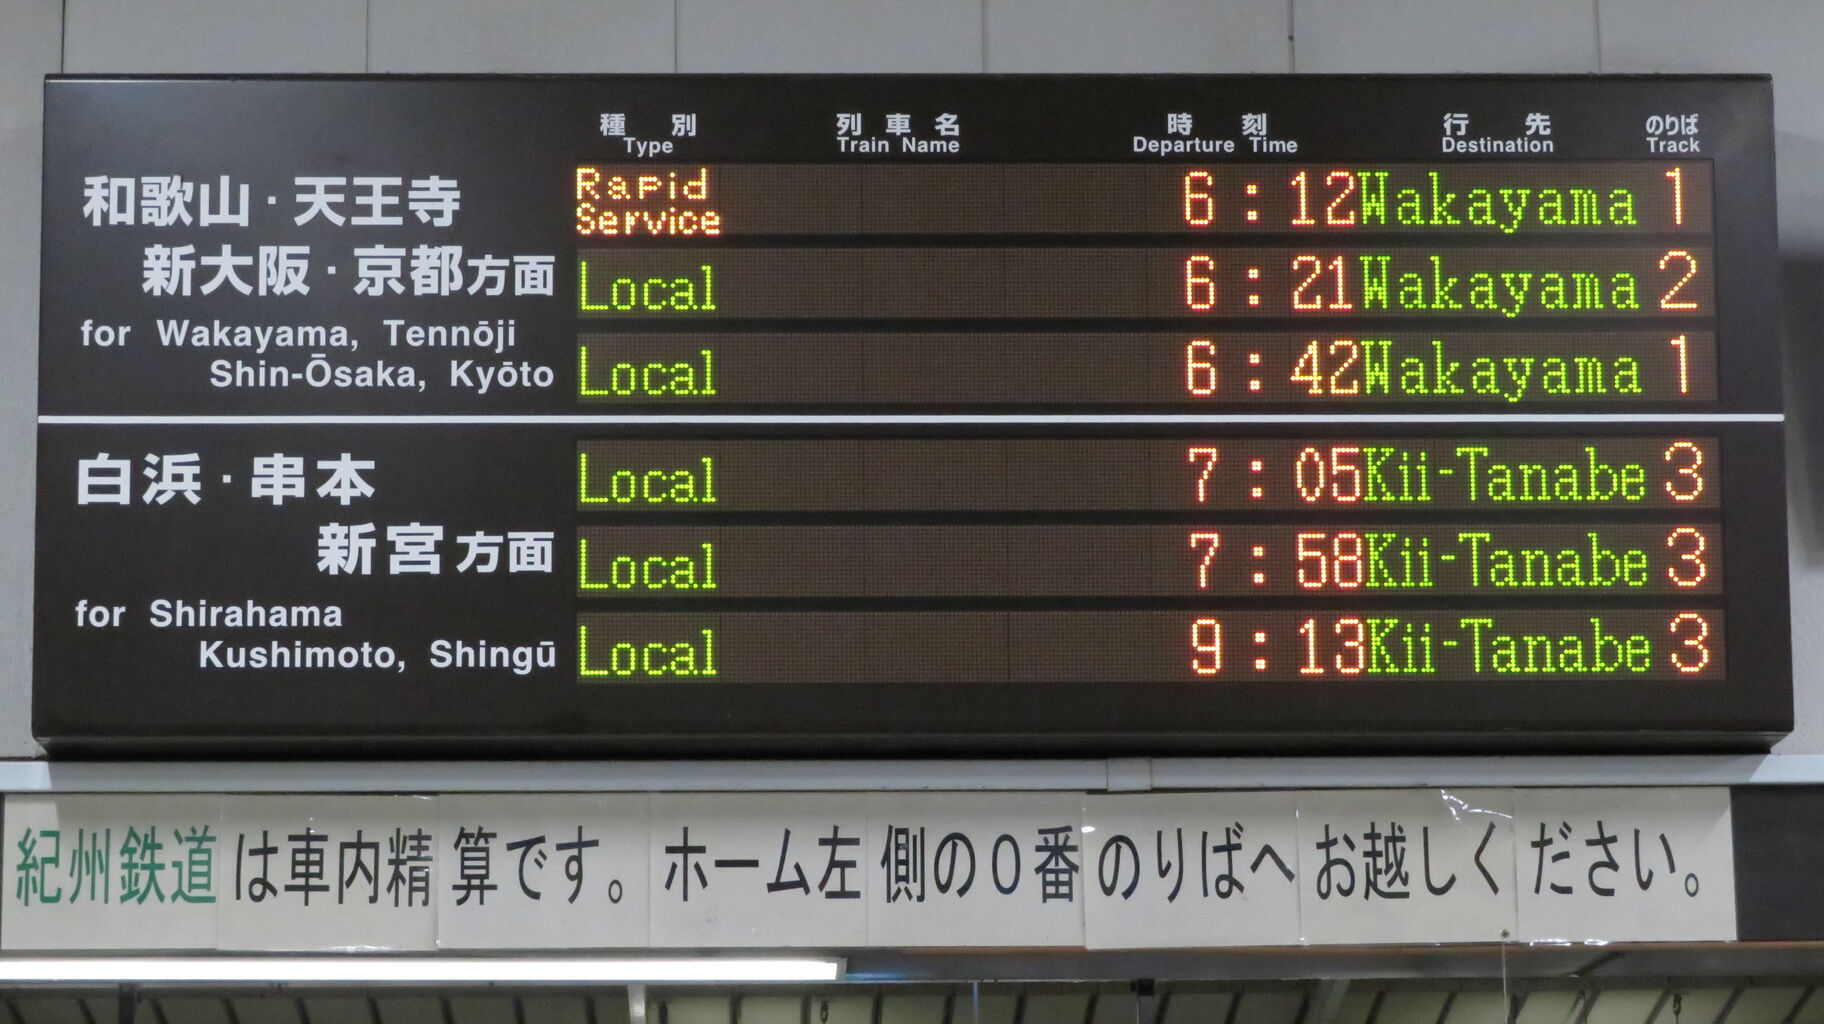 種別 列車名 時刻 行先 のりば
Type Train Name Departure Time Destination Track
和歌山・天王寺
新大阪・京都方面
for Wakayama, Tennōji
Shin-Ōsaka, Kyōto
Rapid Service 6:12 Wakayama 1
Local 6:21 Wakayama 2
Local 6:42 Wakayama 1
白浜・串本
新宮方面
for Shirahama
Kushimoto, Shingū
Local 7:05 Kii-Tanabe 3
Local 7:58 Kii-Tanabe 3
Local 9:13 Kii-Tanabe 3
紀州鉄道は車内精算です。ホーム左側の0番のりばへお越しください。